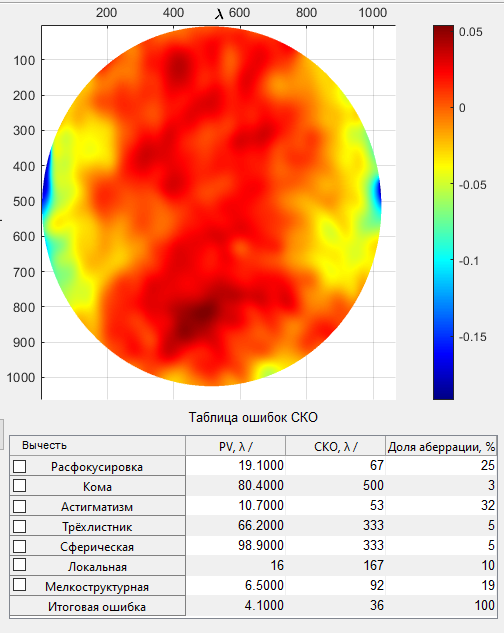 200 400 λ 600 800 1000
100
200
300
400
500
600
700
800
900
1000
0.05
0
-0.05
-0.1
-0.15
Таблица ошибок СКО
Вычесть PV, λ / СКО, λ / Доля аберрации, %
Расфокусировка 19.1000 67 25
Кома 80.4000 500 3
Астигматизм 10.7000 53 32
Трёхлистник 66.2000 333 5
Сферическая 98.9000 333 5
Локальная 16 167 10
Мелкоструктурная 6.5000 92 19
Итоговая ошибка 4.1000 36 100